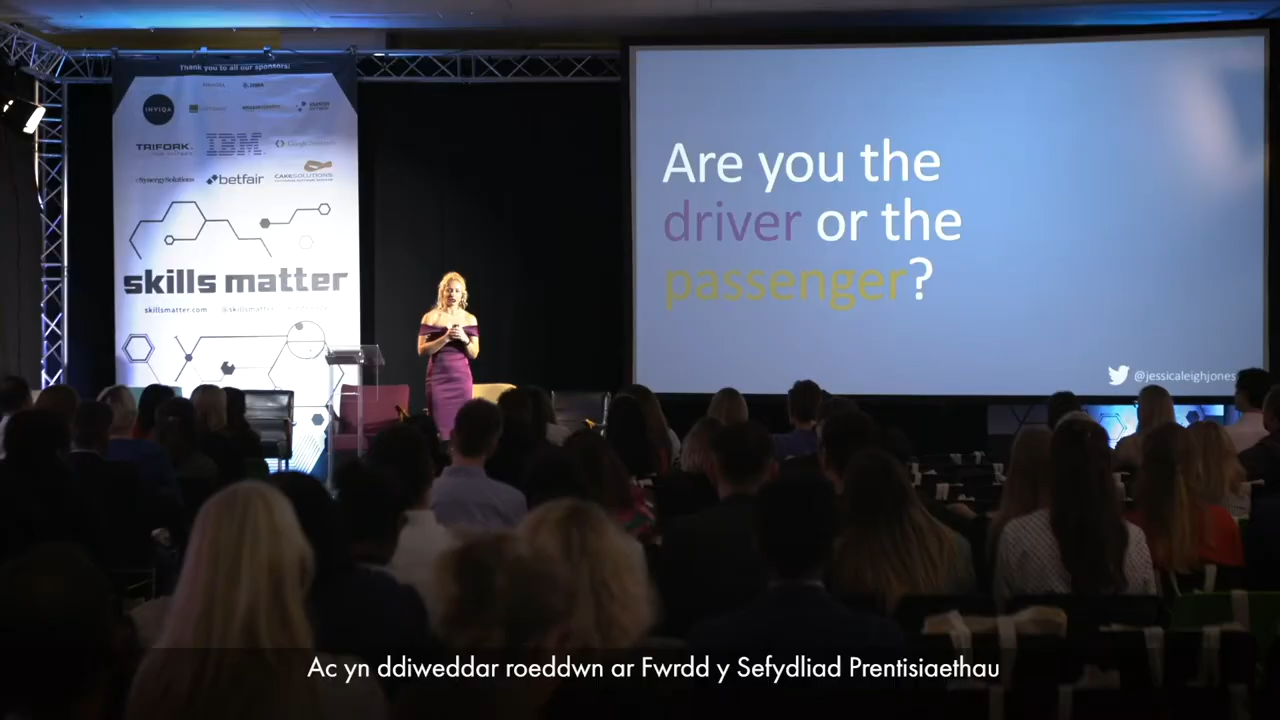 Thank you to all our sponsors!
INVIQA
TRIFORK
IBM
SynergySolutions
betfair
CAKESOLUTIONS
skills matter
skillsmatter.com
Are you the
driver or the
passenger?
@jessicaleighjones
Ac yn ddiweddar roeddwn ar Fwrdd y Sefydliad Prentisiaethau